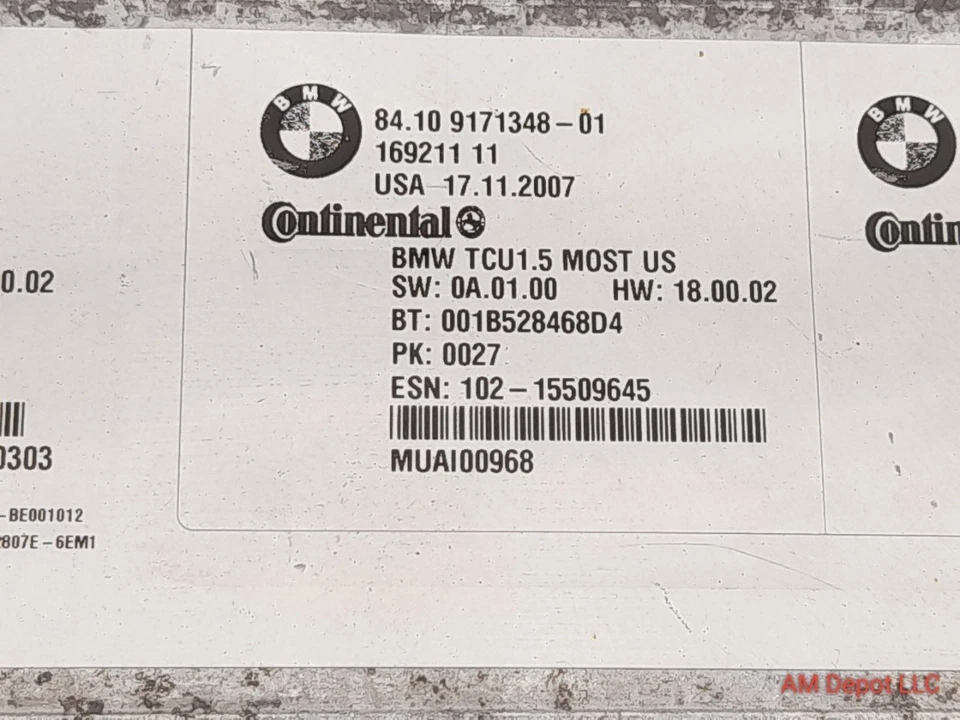 BMW
84.10 9171348-01
169211 11
USA 17.11.2007
Continental
BMW TCU1.5 MOST US
SW: 0A.01.00 HW: 18.00.02
BT: 001B528468D4
PK: 0027
ESN: 102-15509645
MUAI00968
0.02
0303
-BE001012
807E-6EM1
BMW
Contin
AM Depot LLC